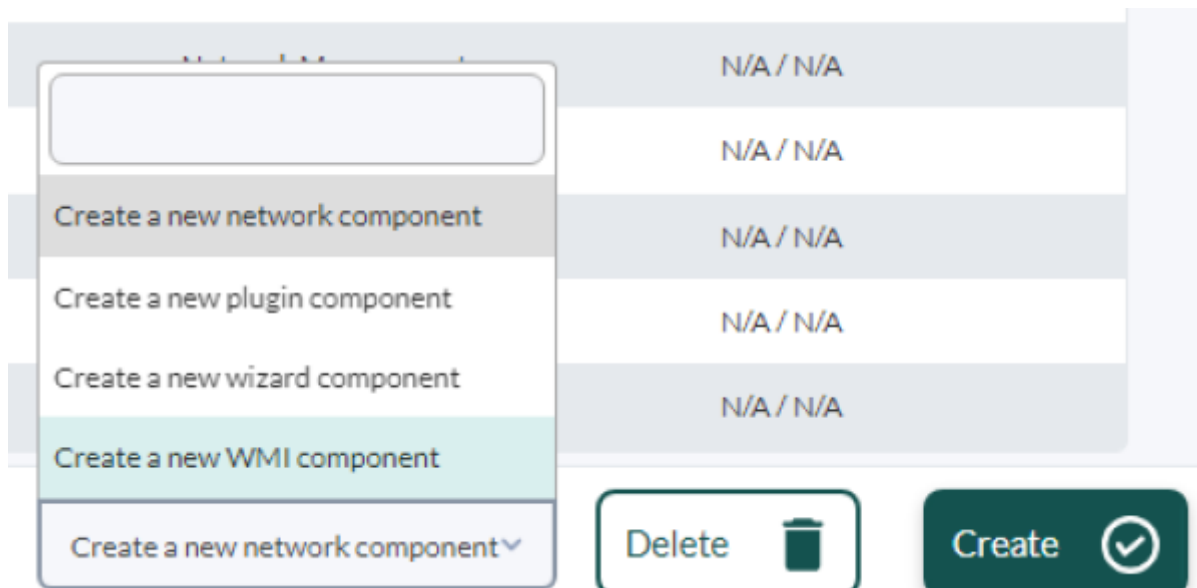 N/A / N/A
N/A / N/A
Create a new network component
N/A / N/A
Create a new plugin component
N/A / N/A
Create a new wizard component
N/A / N/A
Create a new WMI component
Create a new network component
Delete
Create